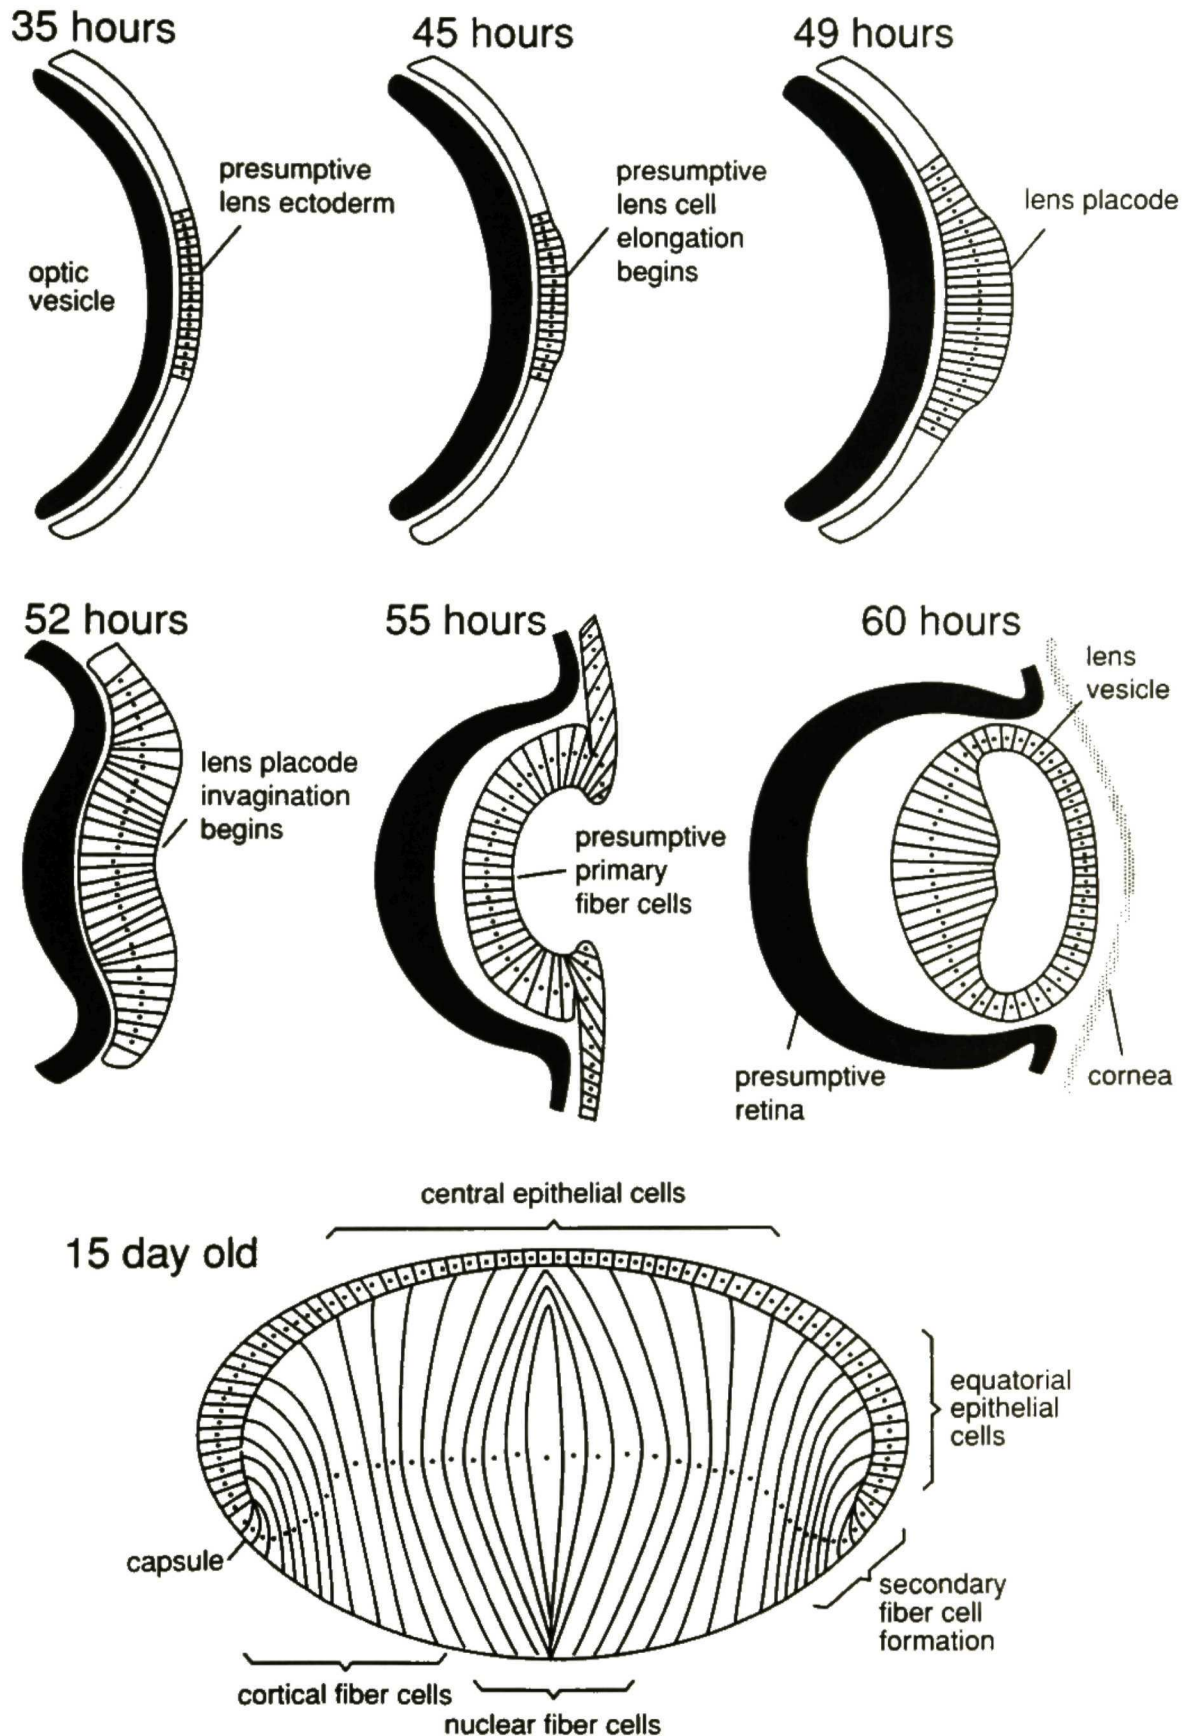 35 hours
45 hours
49 hours
presumptive
lens ectoderm
optic
vesicle
presumptive
lens cell
elongation
begins
lens placode
52 hours
55 hours
60 hours
lens placode
invagination
begins
presumptive
primary
fiber cells
lens
vesicle
presumptive
retina
cornea
15 day old
central epithelial cells
equatorial
epithelial
cells
capsule
secondary
fiber cell
formation
cortical fiber cells
nuclear fiber cells